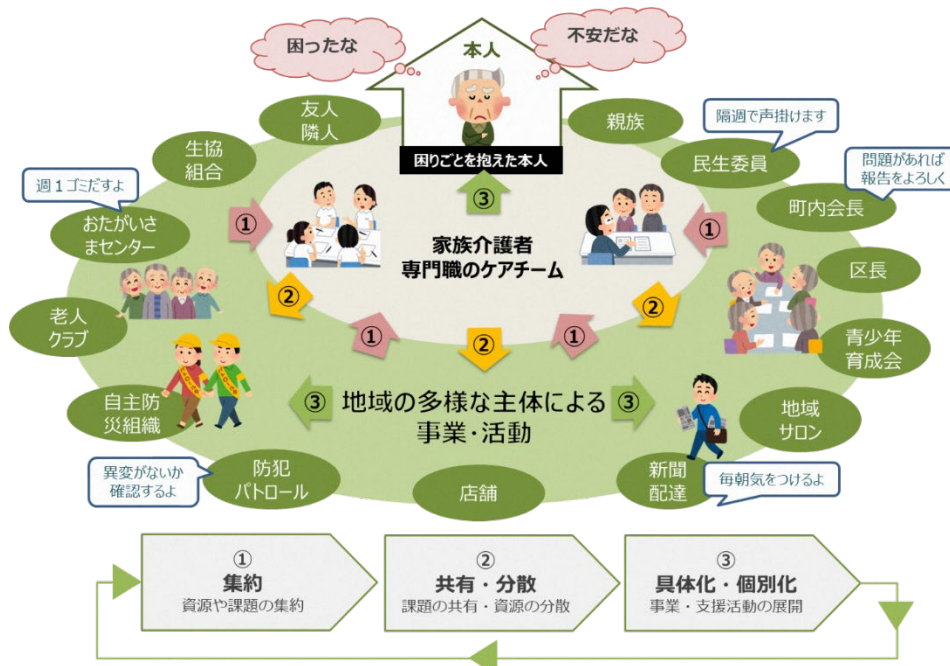 困ったな
本人
不安だな
友人
隣人
親族
隔週で声掛けます
生協
組合
困りごとを抱えた本人
民生委員
問題があれば
報告をよろしく
週１ゴミだすよ
③
町内会長
おたがいさ
まセンター
①
家族介護者
専門職のケアチーム
①
区長
②
②
老人
クラブ
①
②
①
青少年
育成会
自主防
災組織
③
地域の多様な主体による
事業・活動
③
地域
サロン
異変がないか
確認するよ
防犯
パトロール
店舗
新聞
配達
毎朝気をつけるよ
①
集約
資源や課題の集約
②
共有・分散
課題の共有・資源の分散
③
具体化・個別化
事業・支援活動の展開